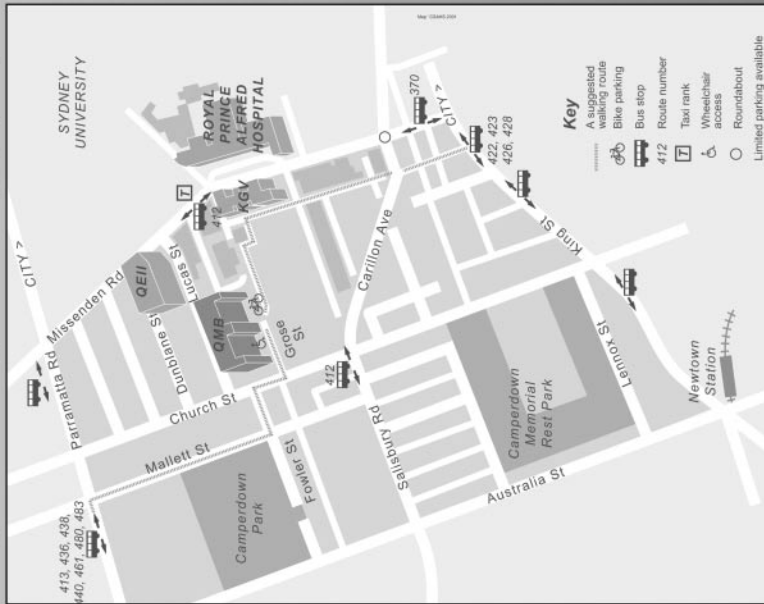 Map ©SSAHS 2009
SYDNEY
UNIVERSITY
ROYAL
PRINCE
ALFRED
HOSPITAL
CITY >
Parramatta Rd
Missenden Rd
QEII
Lucas St
T
412
KGV
Dunblane St
QMB
Grose
St
Church St
Mallett St
413, 436, 438,
440, 461, 480, 483
Camperdown
Park
Fowler St
412
Salisbury Rd
Carillon Ave
370
CITY >
422, 423
426, 428
King St
Camperdown
Memorial
Rest Park
Lennox St
Australia St
Newtown
Station
Key
A suggested
walking route
Bike parking
Bus stop
412 Route number
T Taxi rank
Wheelchair
access
Roundabout
Limited parking available